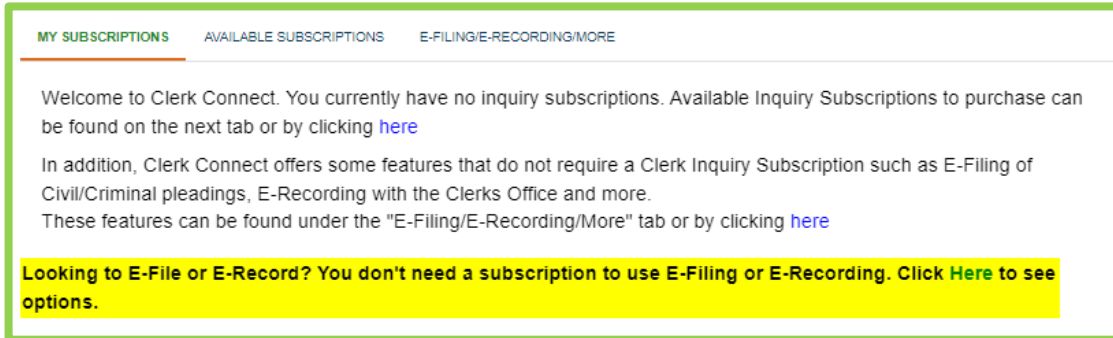 MY SUBSCRIPTIONS AVAILABLE SUBSCRIPTIONS E-FILING/E-RECORDING/MORE
Welcome to Clerk Connect. You currently have no inquiry subscriptions. Available Inquiry Subscriptions to purchase can
be found on the next tab or by clicking here
In addition, Clerk Connect offers some features that do not require a Clerk Inquiry Subscription such as E-Filing of
Civil/Criminal pleadings, E-Recording with the Clerks Office and more.
These features can be found under the "E-Filing/E-Recording/More" tab or by clicking here
Looking to E-File or E-Record? You don't need a subscription to use E-Filing or E-Recording. Click Here to see
options.